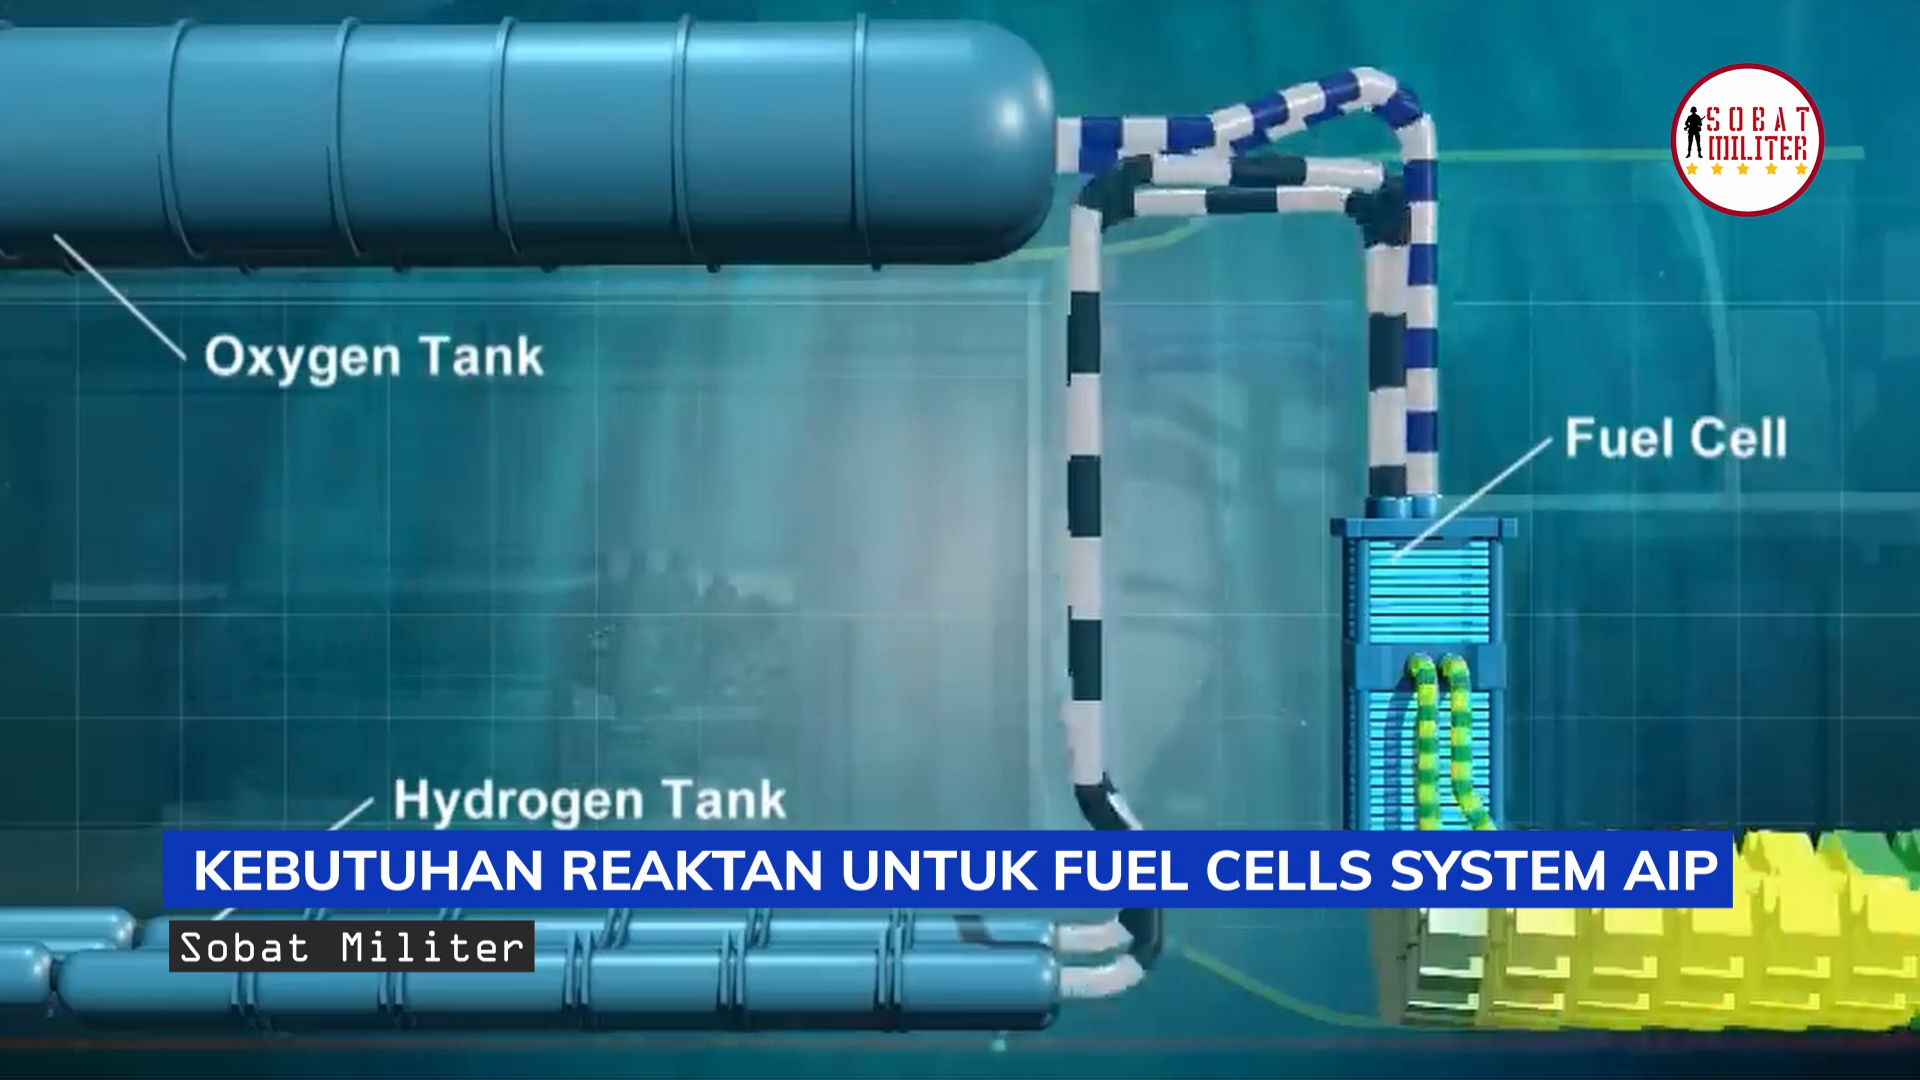 SOBAT
MILITER
Oxygen Tank
Fuel Cell
Hydrogen Tank
KEBUTUHAN REAKTAN UNTUK FUEL CELLS SYSTEM AIP
Sobat Militer